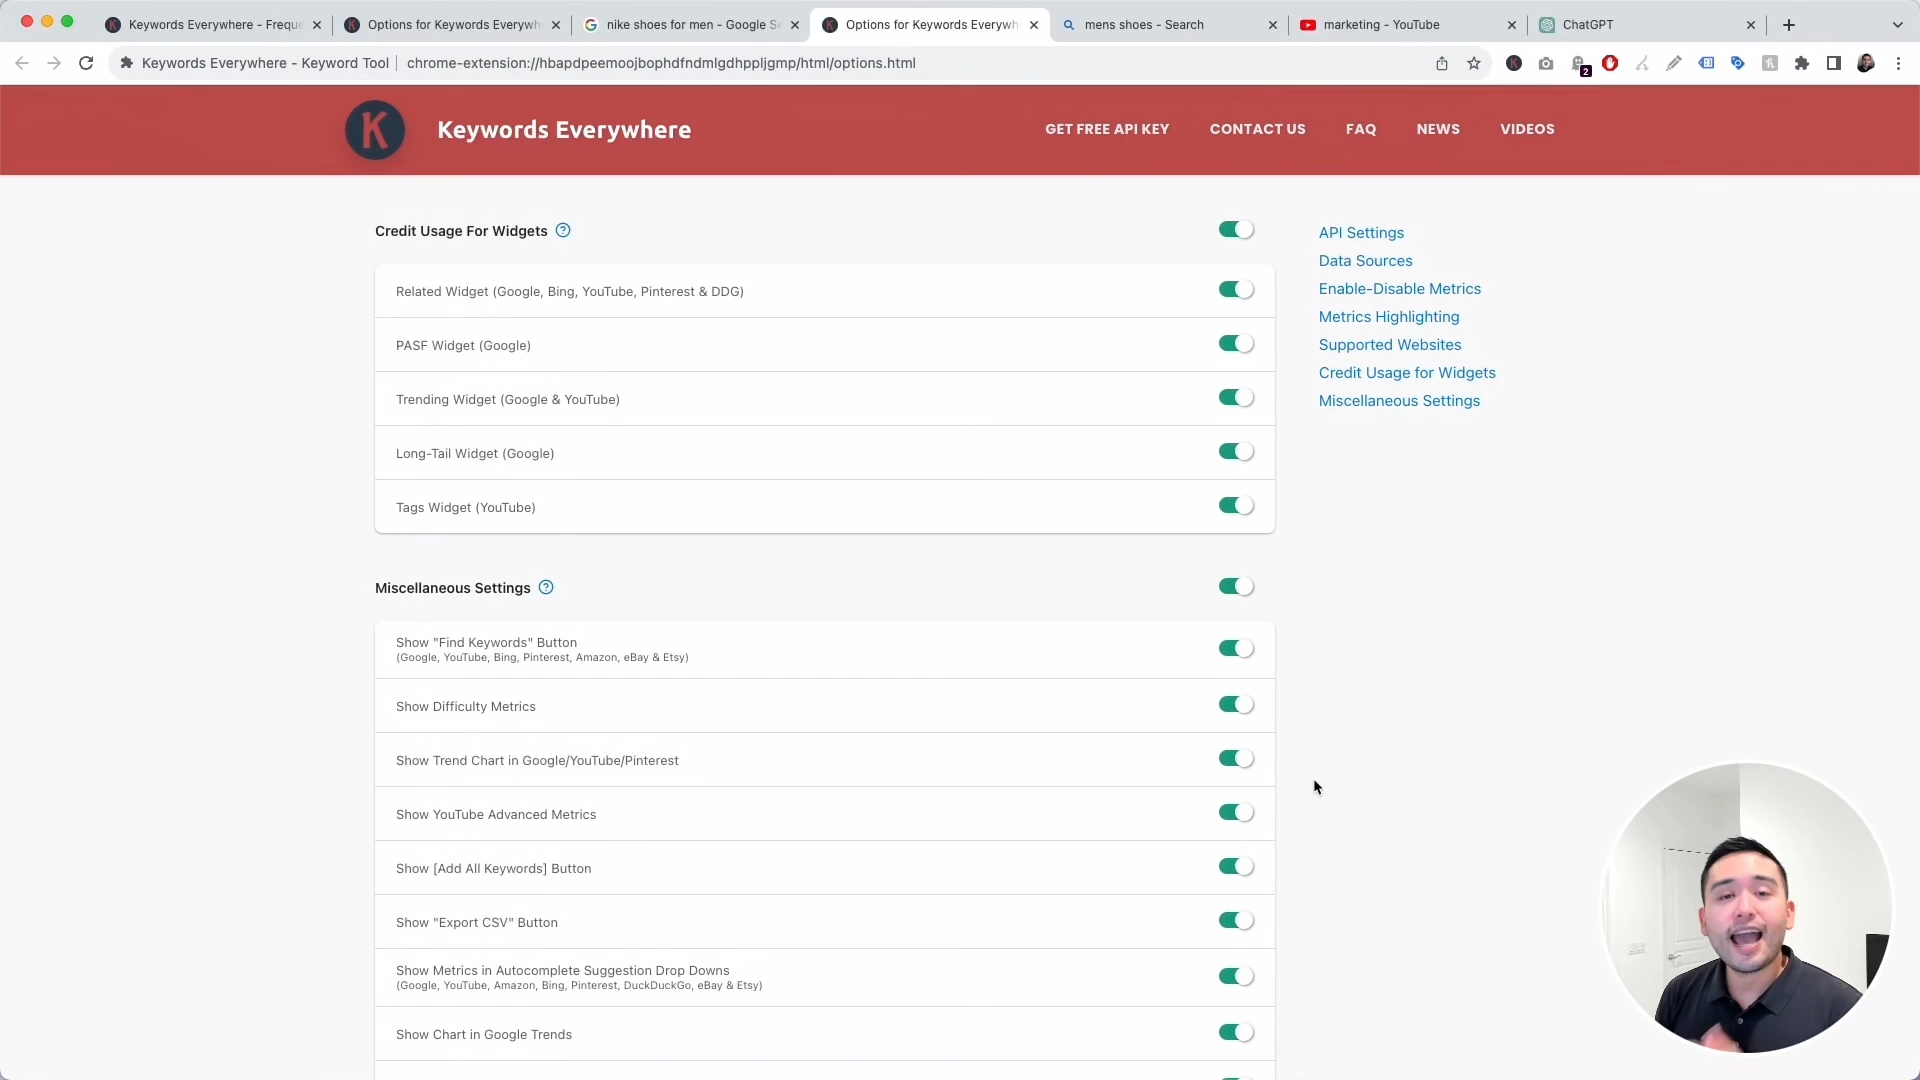 Keywords Everywhere - Freque
Options for Keywords Everywh
nike shoes for men - Google Se
Options for Keywords Everywh
mens shoes - Search
marketing - YouTube
ChatGPT
Keywords Everywhere - Keyword Tool
chrome-extension://hbapdpeemoojbophdfndmlgdhppljgmp/html/options.html
2
K
Keywords Everywhere
GET FREE API KEY
CONTACT US
FAQ
NEWS
VIDEOS
Credit Usage For Widgets ?
Related Widget (Google, Bing, YouTube, Pinterest & DDG)
PASF Widget (Google)
Trending Widget (Google & YouTube)
Long-Tail Widget (Google)
Tags Widget (YouTube)
API Settings
Data Sources
Enable-Disable Metrics
Metrics Highlighting
Supported Websites
Credit Usage for Widgets
Miscellaneous Settings
Miscellaneous Settings ?
Show "Find Keywords" Button
(Google, YouTube, Bing, Pinterest, Amazon, eBay & Etsy)
Show Difficulty Metrics
Show Trend Chart in Google/YouTube/Pinterest
Show YouTube Advanced Metrics
Show [Add All Keywords] Button
Show "Export CSV" Button
Show Metrics in Autocomplete Suggestion Drop Downs
(Google, YouTube, Amazon, Bing, Pinterest, DuckDuckGo, eBay & Etsy)
Show Chart in Google Trends